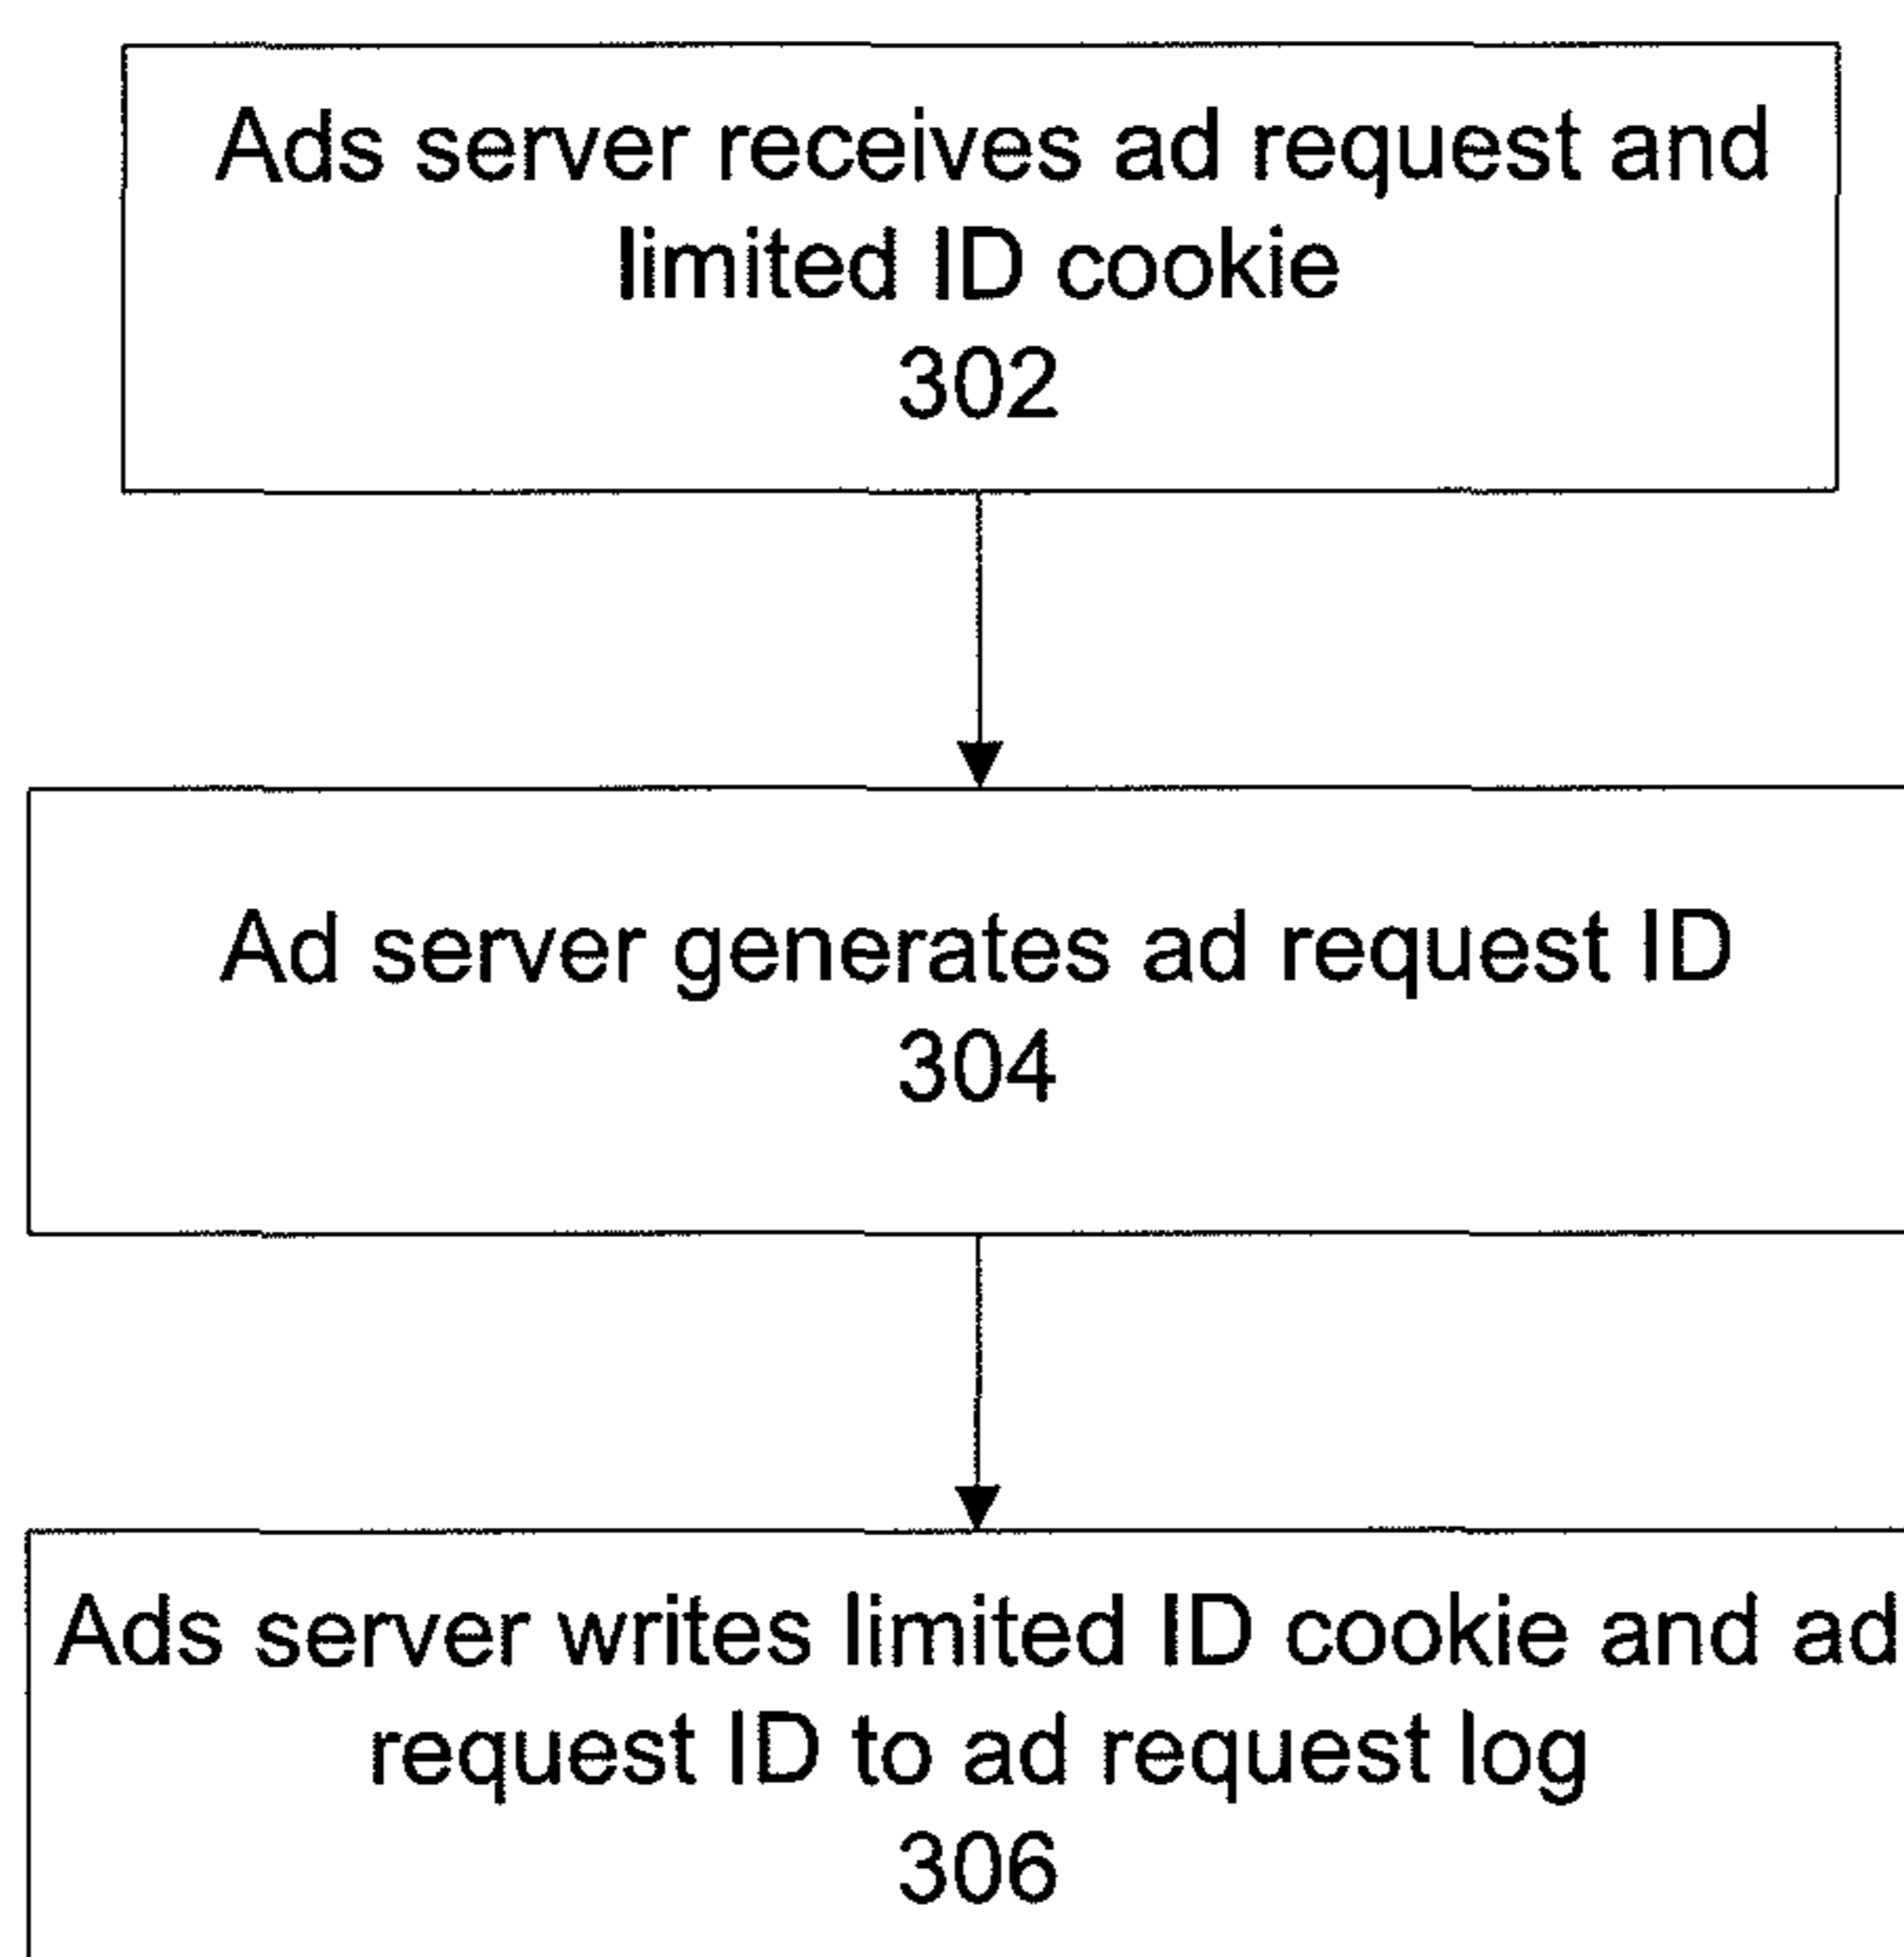 Ads server receives ad request and
limited ID cookie
302
Ad server generates ad request ID
304
Ads server writes limited ID cookie and ad
request ID to ad request log
306